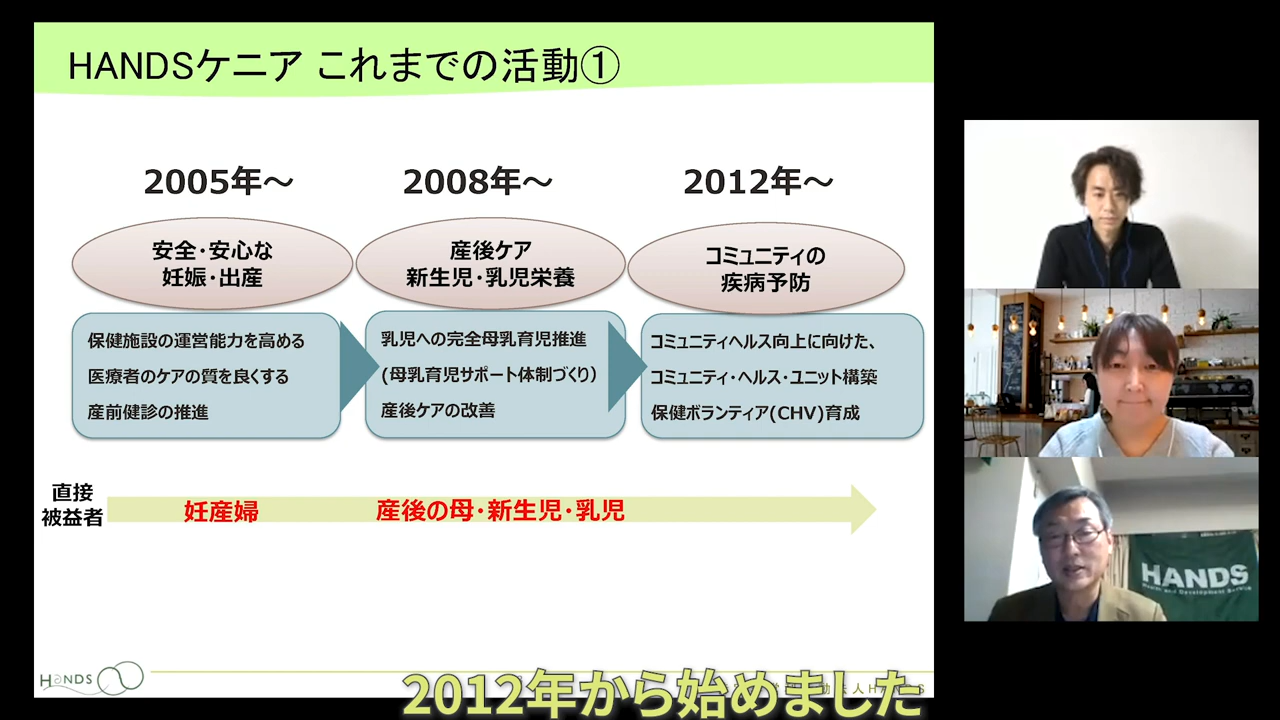 HANDSケニア これまでの活動①
2005年～
2008年～
2012年～
安全・安心な
妊娠・出産
産後ケア
新生児・乳児栄養
コミュニティの
疾病予防
保健施設の運営能力を高める
医療者のケアの質を良くする
産前健診の推進
乳児への完全母乳育児推進
(母乳育児サポート体制づくり)
産後ケアの改善
コミュニティヘルス向上に向けた、
コミュニティ・ヘルス・ユニット構築
保健ボランティア(CHV)育成
直接
被益者
妊産婦
産後の母・新生児・乳児
HANDS
HANDS
2012年から始めました